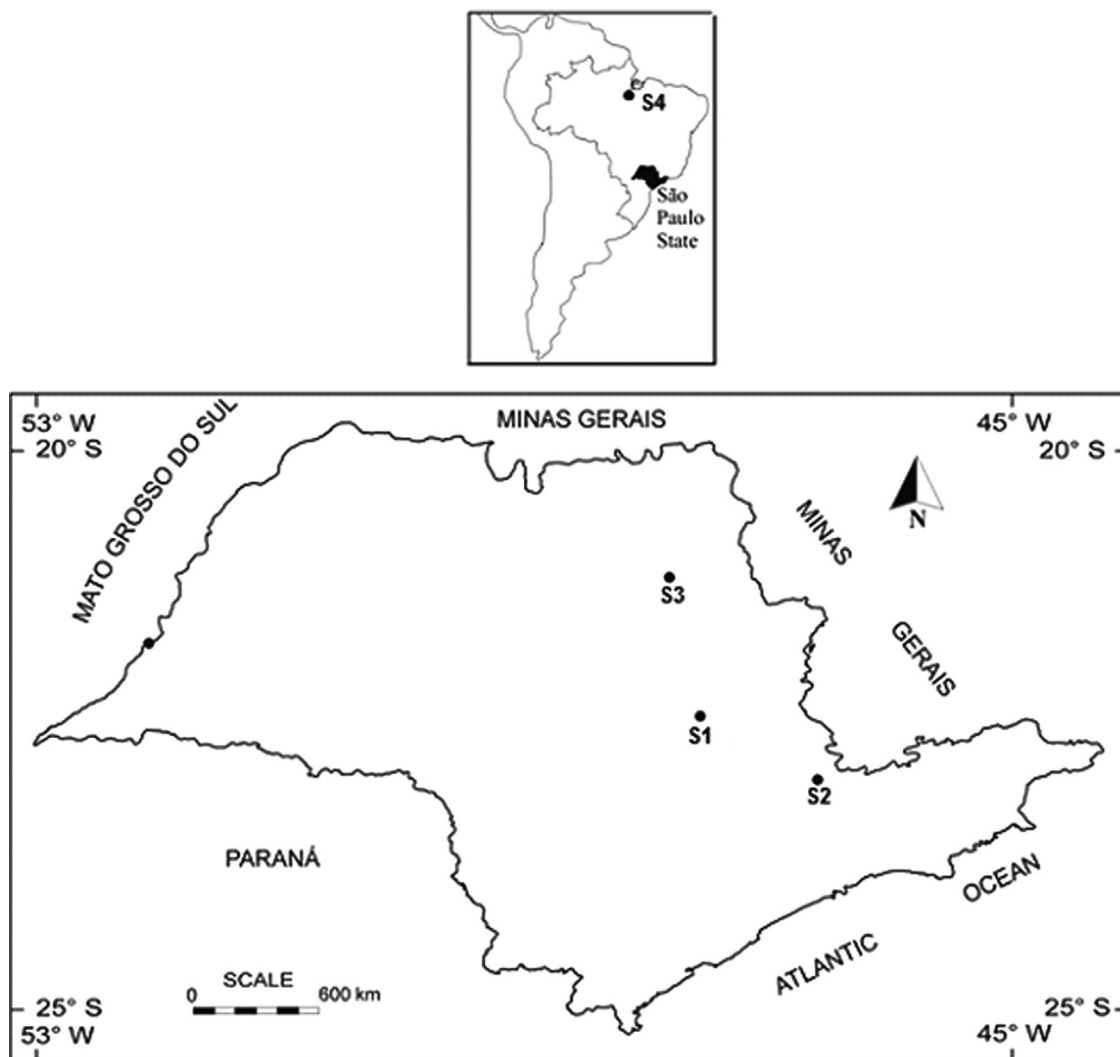 S4
São
Paulo
State
53° W
20° S
MATO GROSSO DO SUL
MINAS GERAIS
45° W
20° S
N
MINAS
GERAIS
S3
S1
S2
PARANÁ
ATLANTIC
OCEAN
SCALE
0 600 km
25° S
53° W
25° S
45° W